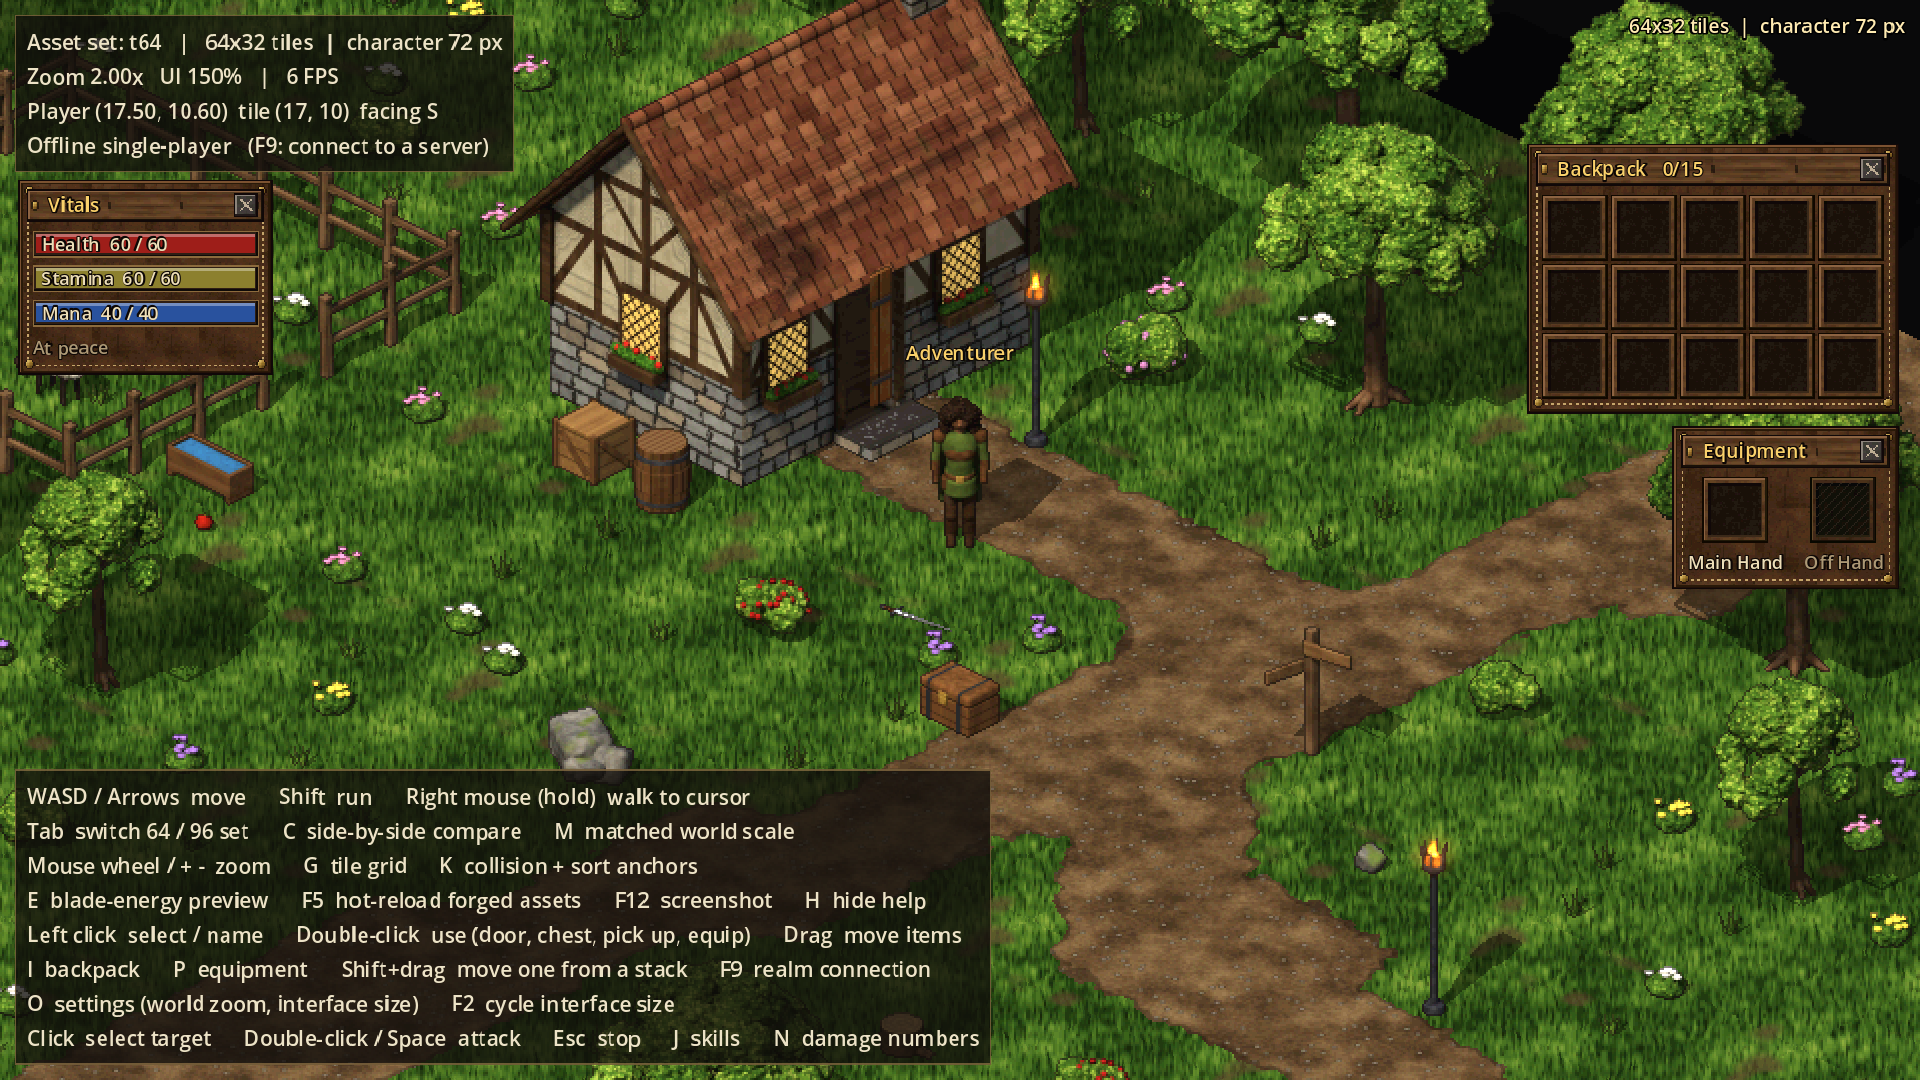 Asset set: t64 | 64x32 tiles | character 72 px
Zoom 2.00x UI 150% | 6 FPS
Player (17.50, 10.60) tile (17, 10) facing S
Offline single-player (F9: connect to a server)
64x32 tiles | character 72 px
Vitals
Health 60 / 60
Stamina 60 / 60
Mana 40 / 40
At peace
Backpack 0/15
Adventurer
Equipment
Main Hand Off Hand
WASD / Arrows move Shift run Right mouse (hold) walk to cursor
Tab switch 64 / 96 set C side-by-side compare M matched world scale
Mouse wheel / + - zoom G tile grid K collision + sort anchors
E blade-energy preview F5 hot-reload forged assets F12 screenshot H hide help
Left click select / name Double-click use (door, chest, pick up, equip) Drag move items
I backpack P equipment Shift+drag move one from a stack F9 realm connection
O settings (world zoom, interface size) F2 cycle interface size
Click select target Double-click / Space attack Esc stop J skills N damage numbers